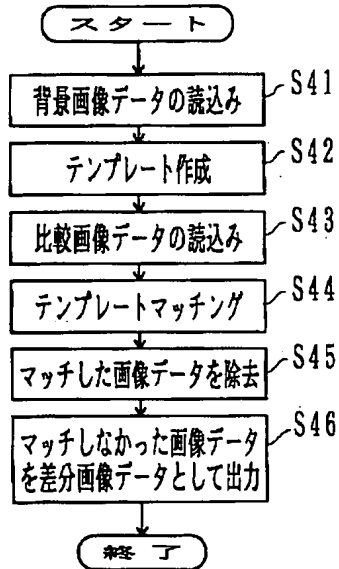 スタート
背景画像データの読込み
S41
テンプレート作成
S42
比較画像データの読込み
S43
テンプレートマッチング
S44
マッチした画像データを除去
S45
マッチしなかった画像データ
を差分画像データとして出力
S46
終了